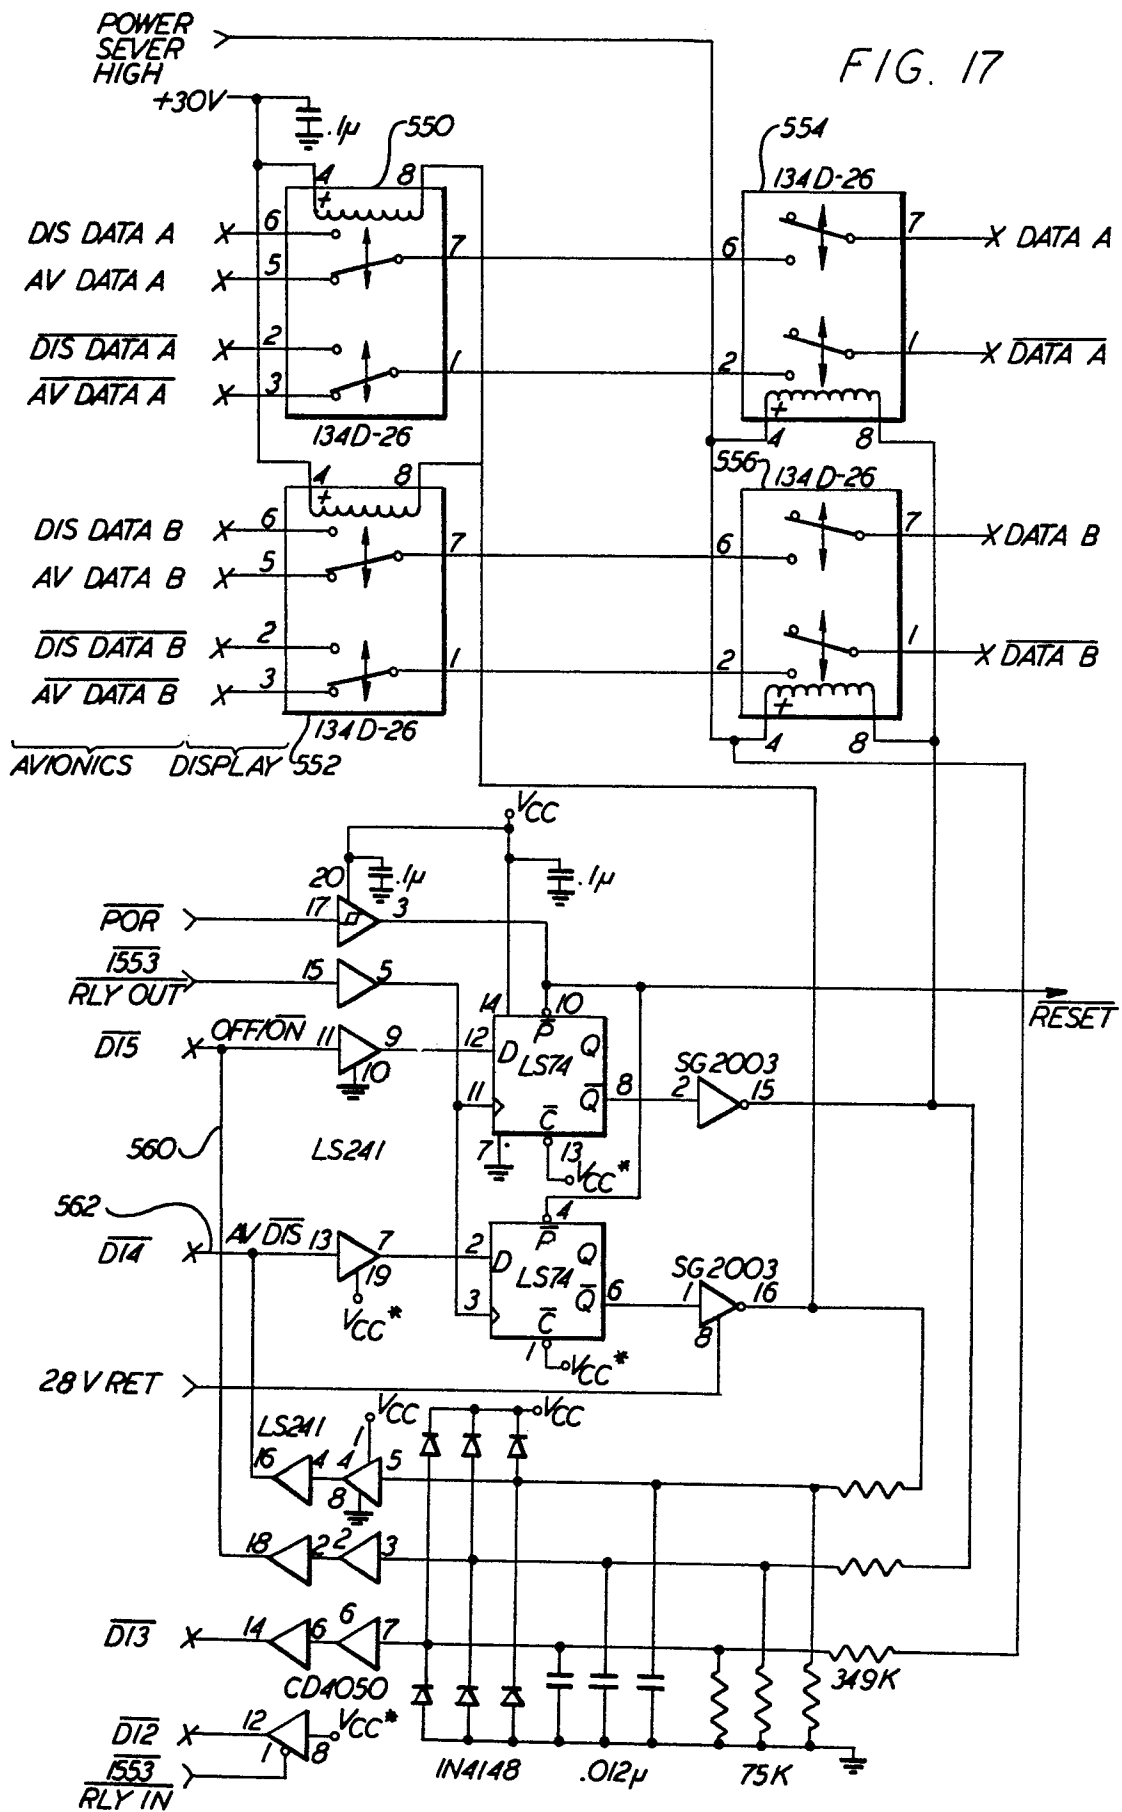 POWER
SEVER
HIGH
FIG. 17
+30V
.1µ
550
554
4
8
134D-26
+
DIS DATA A
6
7
7
DATA A
AV DATA A
5
6
DIS DATA A
2
1
1
DATA A
AV DATA A
3
2
+
134D-26
4
8
4
8
556
134D-26
+
DIS DATA B
6
7
7
DATA B
AV DATA B
5
6
DIS DATA B
2
1
1
DATA B
AV DATA B
3
2
+
134D-26
4
8
AVIONICS
DISPLAY
552
VCC
20
.1µ
.1µ
POR
17
3
1553
RLY OUT
15
5
14
10
RESET
DI5
OFF/ON
11
9
12
D
P
Q
LS74
10
SG2003
11
Q
8
2
15
C
560
LS241
7
13
VCC*
562
4
DI4
AV DIS
13
7
2
D
P
Q
LS74
SG2003
19
Q
6
1
16
VCC*
3
C
8
1
VCC*
28 V RET
VCC
VCC
LS241
1
16
4
4
5
8
18
2
2
3
DI3
14
6
6
7
349K
CD4050
DI2
12
VCC*
1
8
1553
RLY IN
1N4148
.012µ
75K